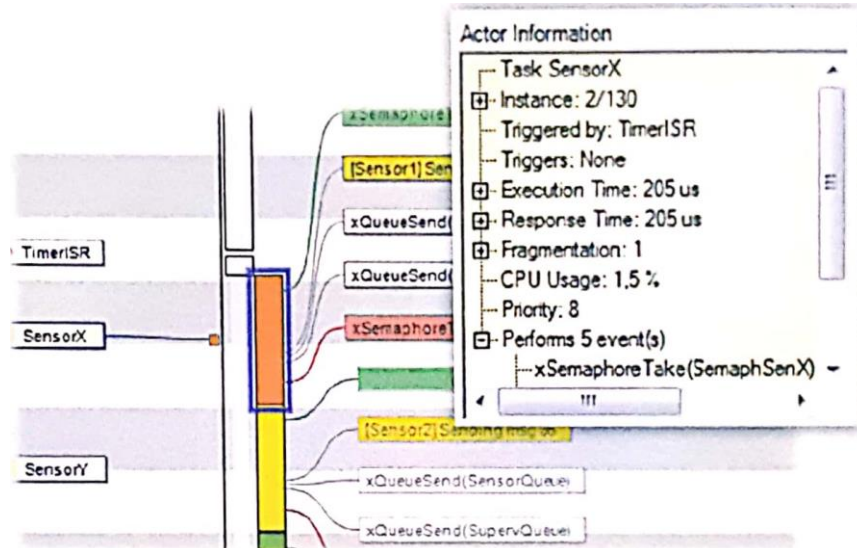 Actor Information
Task SensorX
Instance: 2/130
Triggered by: TimerISR
Triggers: None
Execution Time: 205 us
Response Time: 205 us
Fragmentation: 1
CPU Usage: 1,5 %
Priority: 8
Performs 5 event(s)
xSemaphoreTake(SemaphSenX)
xSemaphore
[Sensor1] Sen
xQueueSend(
TimerISR
xQueueSend(
SensorX
xSemaphoreT
[Sensor2] Sending
SensorY
xQueueSend(SensorQueue)
xQueueSend(SupervQueue)